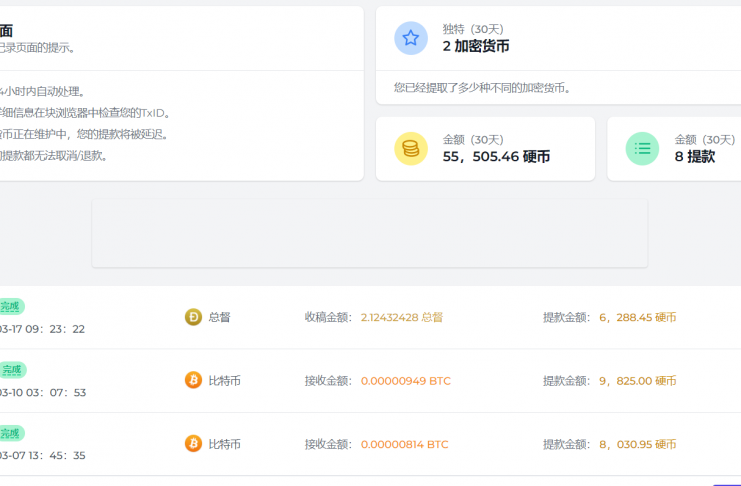 面
记录页面的提示。
4小时内自动处理。
详细信息在块浏览器中检查您的TxID。
货币正在维护中，您的提款将被延迟。
的提款都无法取消/退款。
独特（30天）
2 加密货币
您已经提取了多少种不同的加密货币。
金额（30天）
55，505.46 硬币
金额（30天）
8 提款
完成
03-17 09：23：22
总督
收稿金额： 2.12432428 总督
提款金额： 6，288.45 硬币
完成
03-10 03：07：53
比特币
接收金额： 0.00000949 BTC
提款金额： 9，825.00 硬币
完成
03-07 13：45：35
比特币
接收金额： 0.00000814 BTC
提款金额： 8，030.95 硬币